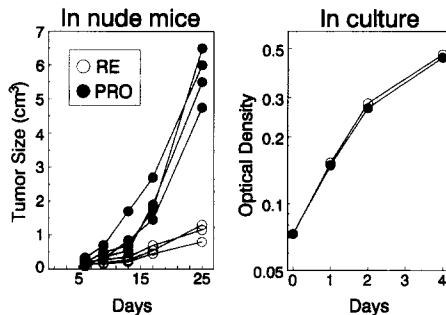 In nude mice
Tumor Size (cm³)
7
6
5
4
3
2
1
0
RE
PRO
5
15
25
Days
In culture
Optical Density
0.5
0.3
0.1
0.05
0
1
2
3
4
Days